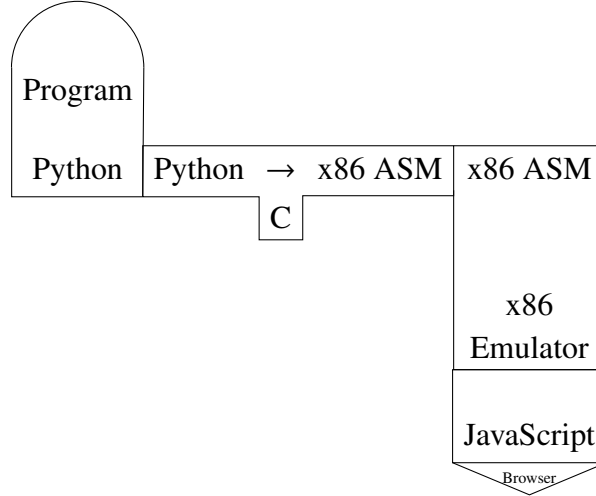 Program
Python Python → x86 ASM x86 ASM
C
x86
Emulator
JavaScript
Browser